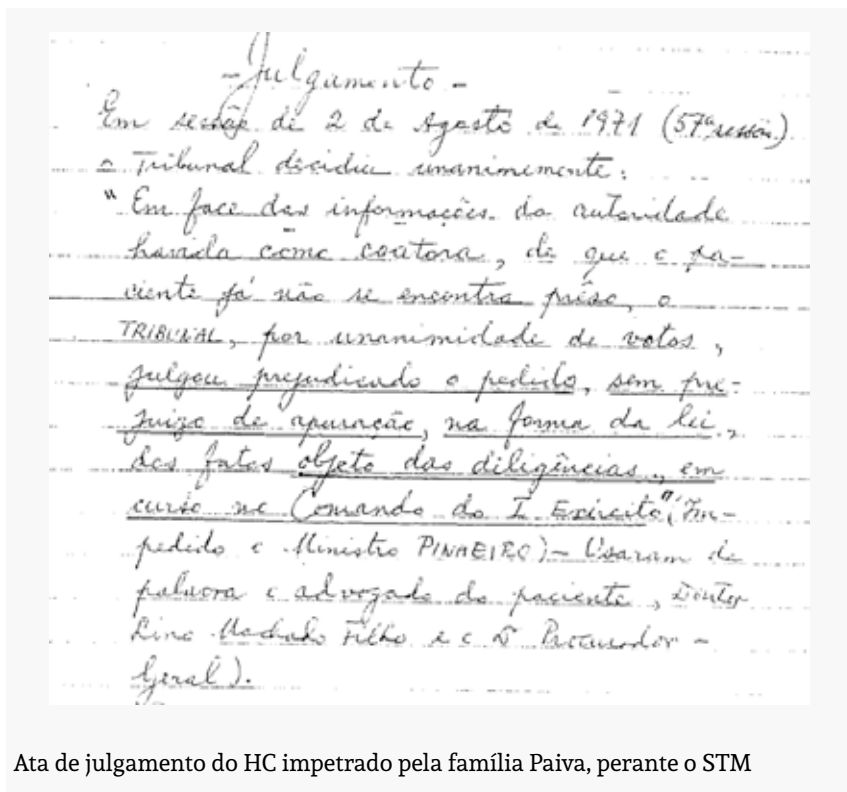 - Julgamento -
Em sessão de 2 de Agosto de 1971 (57ª sessão)
o Tribunal decidiu unanimemente:
"Em face das informações da autoridade
havida como coatora, de que o pa-
ciente já não se encontra prêso, o
TRIBUNAL, por unanimidade de votos,
julgou prejudicado o pedido, sem pre-
juizo de apuração, na forma da lei,
dos fatos objeto das diligências, em
curso no Comando do I Exército" (Im-
pedido o Ministro PINHEIRO) - Usaram da
palavra o advogado do paciente, Doutor
Lino Machado Filho e o Dr Procurador -
Geral).
Ata de julgamento do HC impetrado pela família Paiva, perante o STM